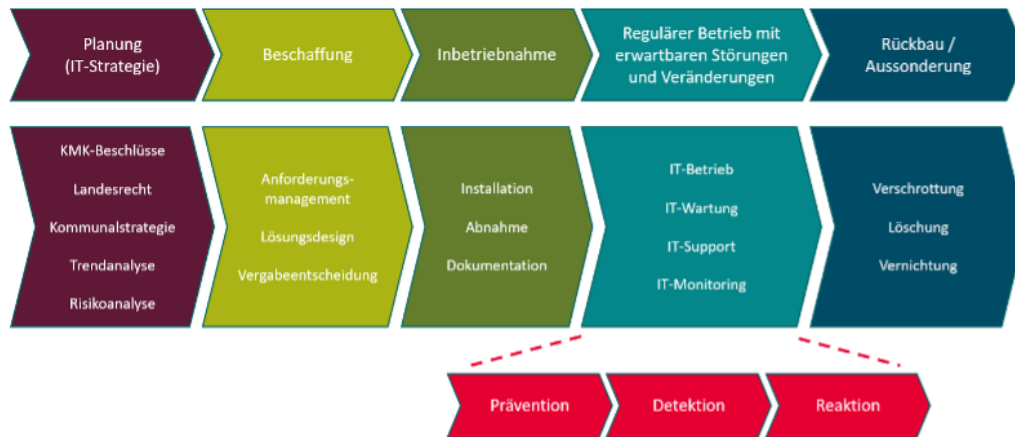 Planung
(IT-Strategie)
Beschaffung
Inbetriebnahme
Regulärer Betrieb mit
erwartbaren Störungen
und Veränderungen
Rückbau /
Aussonderung
KMK-Beschlüsse
Landesrecht
Kommunalstrategie
Trendanalyse
Risikoanalyse
Anforderungs-
management
Lösungsdesign
Vergabeentscheidung
Installation
Abnahme
Dokumentation
IT-Betrieb
IT-Wartung
IT-Support
IT-Monitoring
Verschrottung
Löschung
Vernichtung
Prävention
Detektion
Reaktion